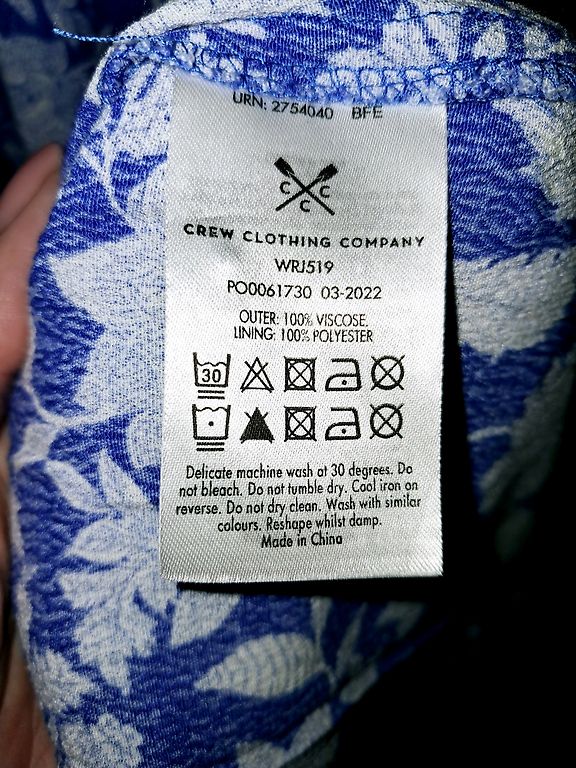 URN: 2754040 BFE
C C
C
CREW CLOTHING COMPANY
WRJ519
PO0061730 03-2022
OUTER: 100% VISCOSE.
LINING: 100% POLYESTER
30
Delicate machine wash at 30 degrees. Do
not bleach. Do not tumble dry. Cool iron on
reverse. Do not dry clean. Wash with similar
colours. Reshape whilst damp.
Made in China